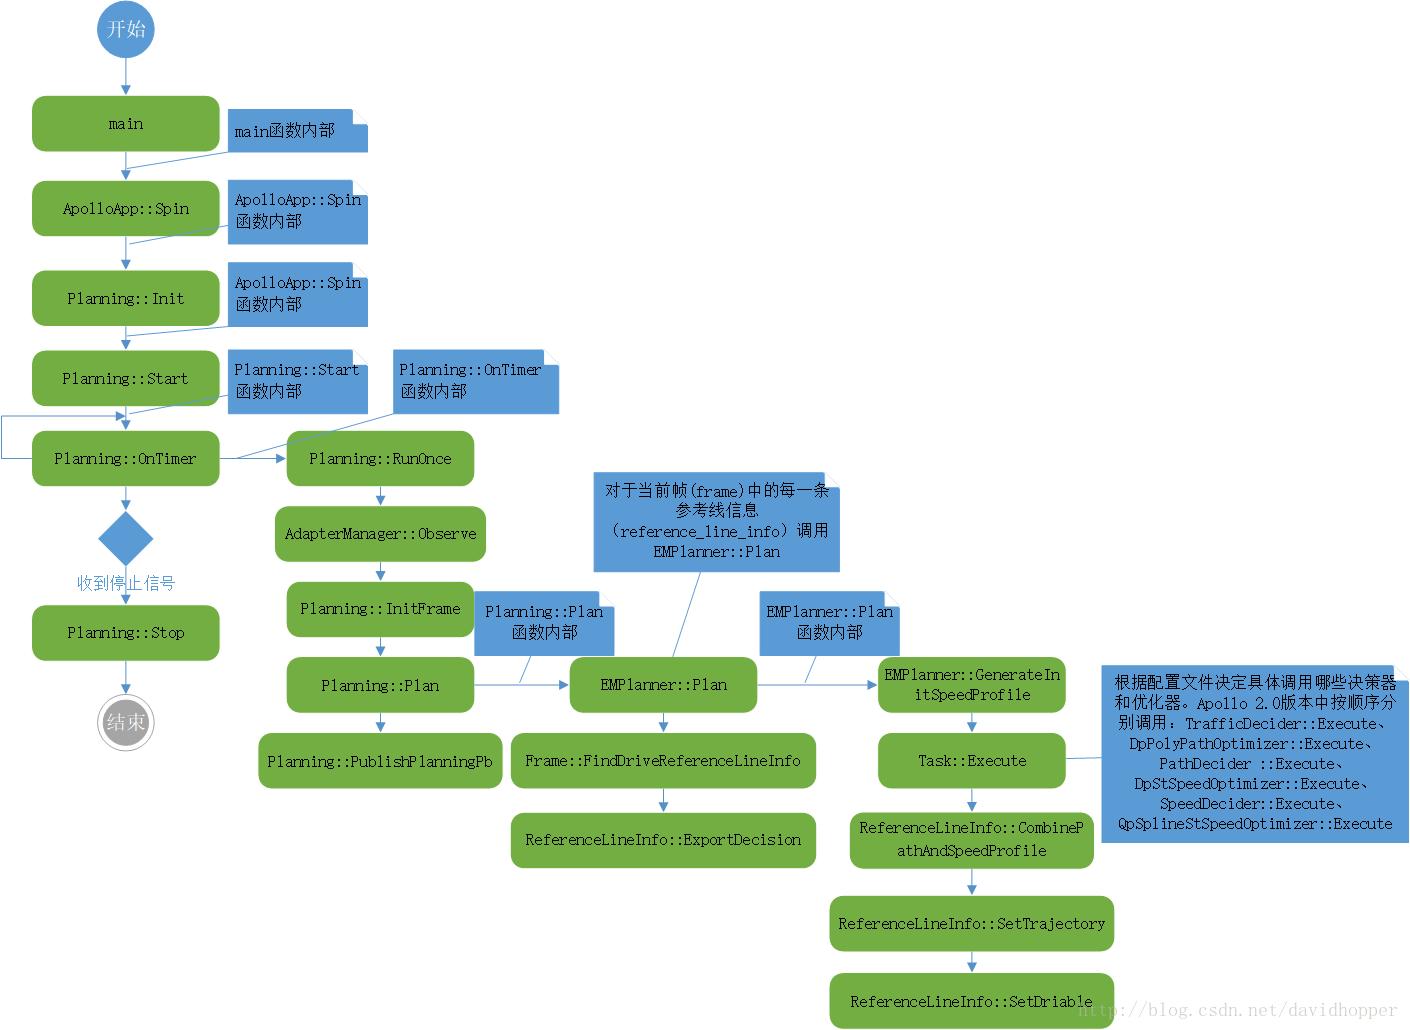 开始
main
main函数内部
ApolloApp::Spin
ApolloApp::Spin
函数内部
Planning::Init
ApolloApp::Spin
函数内部
Planning::Start
Planning::Start
函数内部
Planning::OnTimer
函数内部
Planning::OnTimer
Planning::RunOnce
AdapterManager::Observe
收到停止信号
Planning::InitFrame
Planning::Stop
Planning::Plan
函数内部
对于当前帧(frame)中的每一条
参考线信息
（reference_line_info）调用
EMPlanner::Plan
EMPlanner::Plan
函数内部
Planning::Plan
EMPlanner::Plan
EMPlanner::GenerateIn
itSpeedProfile
结束
Planning::PublishPlanningPb
Frame::FindDriveReferenceLineInfo
Task::Execute
根据配置文件决定具体调用哪些决策器
和优化器。Apollo 2.0版本中按顺序分
别调用：TrafficDecider::Execute、
DpPolyPathOptimizer::Execute、
PathDecider ::Execute、
DpStSpeedOptimizer::Execute、
SpeedDecider::Execute、
QpSplineStSpeedOptimizer::Execute
ReferenceLineInfo::ExportDecision
ReferenceLineInfo::CombineP
athAndSpeedProfile
ReferenceLineInfo::SetTrajectory
ReferenceLineInfo::SetDriable
http://blog.csdn.net/davidhopper